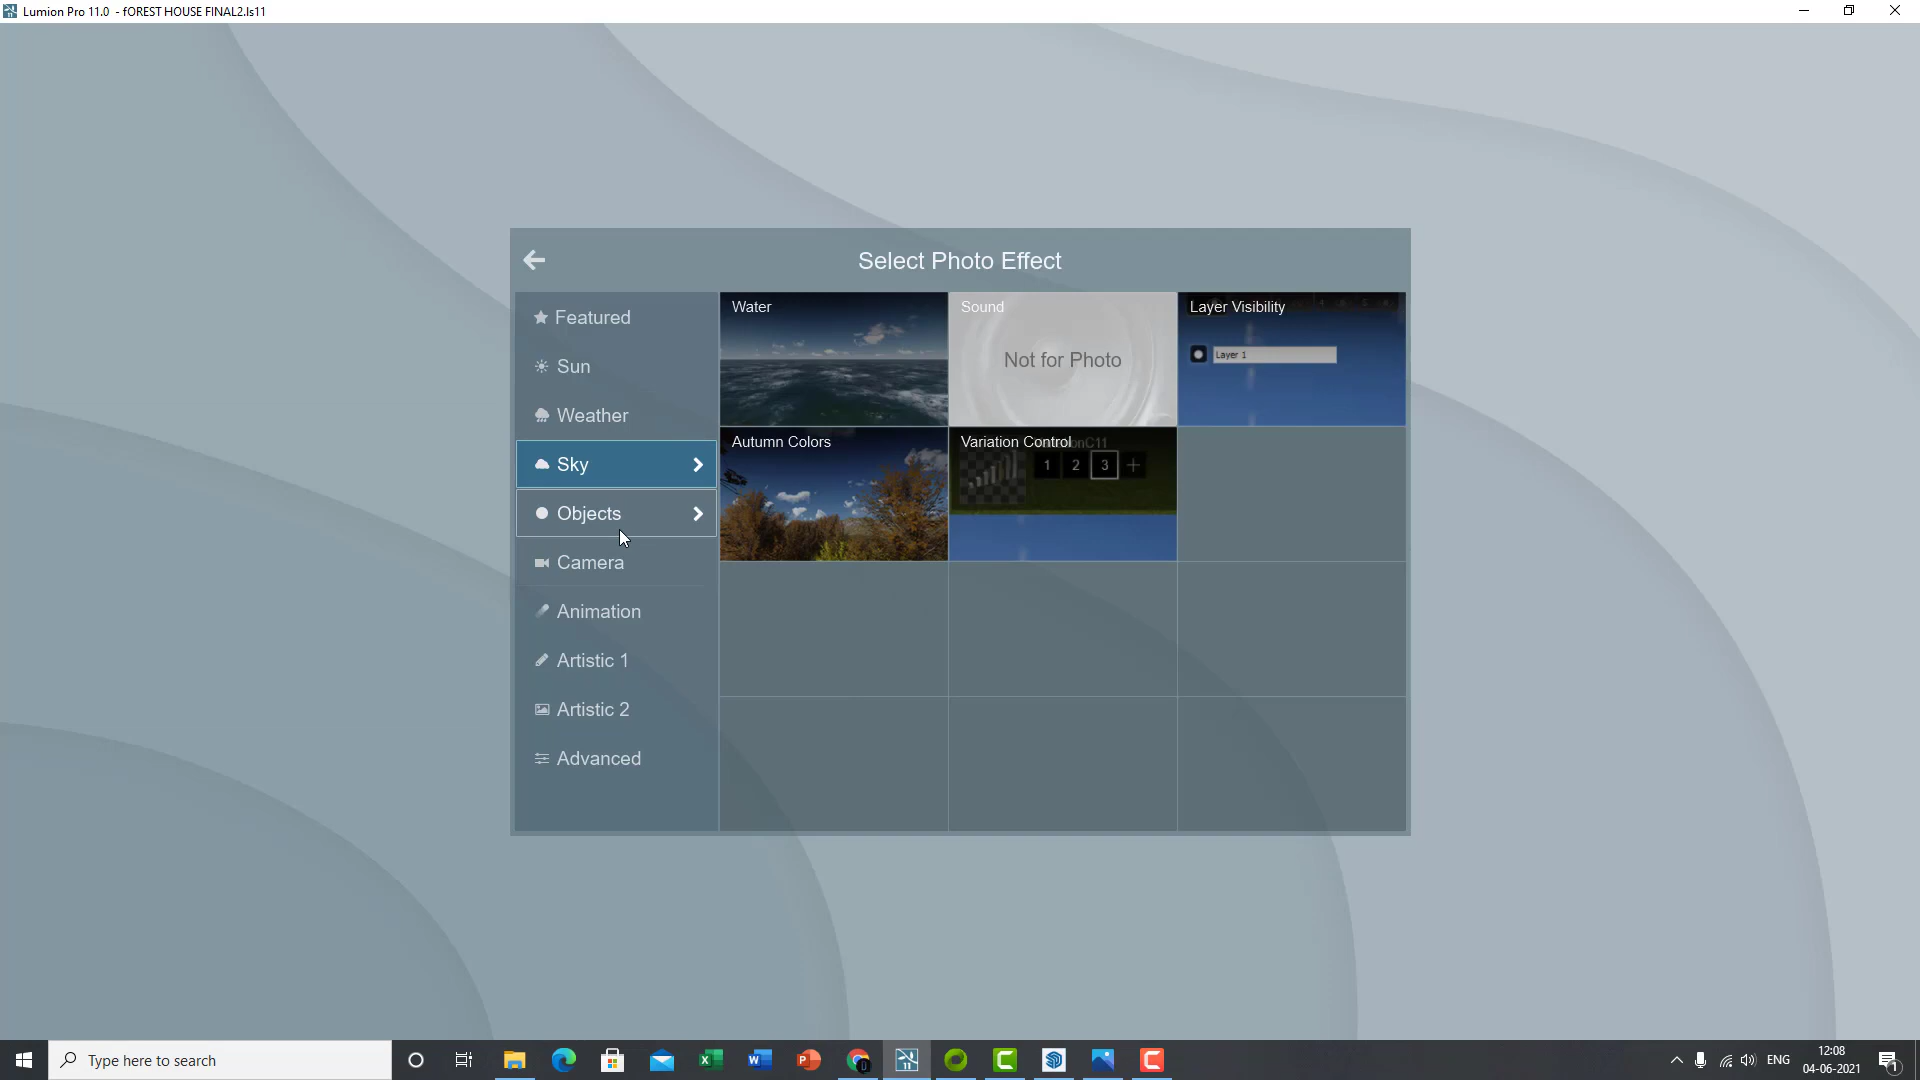 Lumion Pro 11.0 - fOREST HOUSE FINAL2.ls11
Select Photo Effect
Featured
Sun
Weather
Sky
Objects
Camera
Animation
Artistic 1
Artistic 2
Advanced
Water
Sound
Not for Photo
Layer Visibility
Layer 1
Autumn Colors
Variation Control
1 2 3 +
Type here to search
ENG
12:08
04-06-2021
1